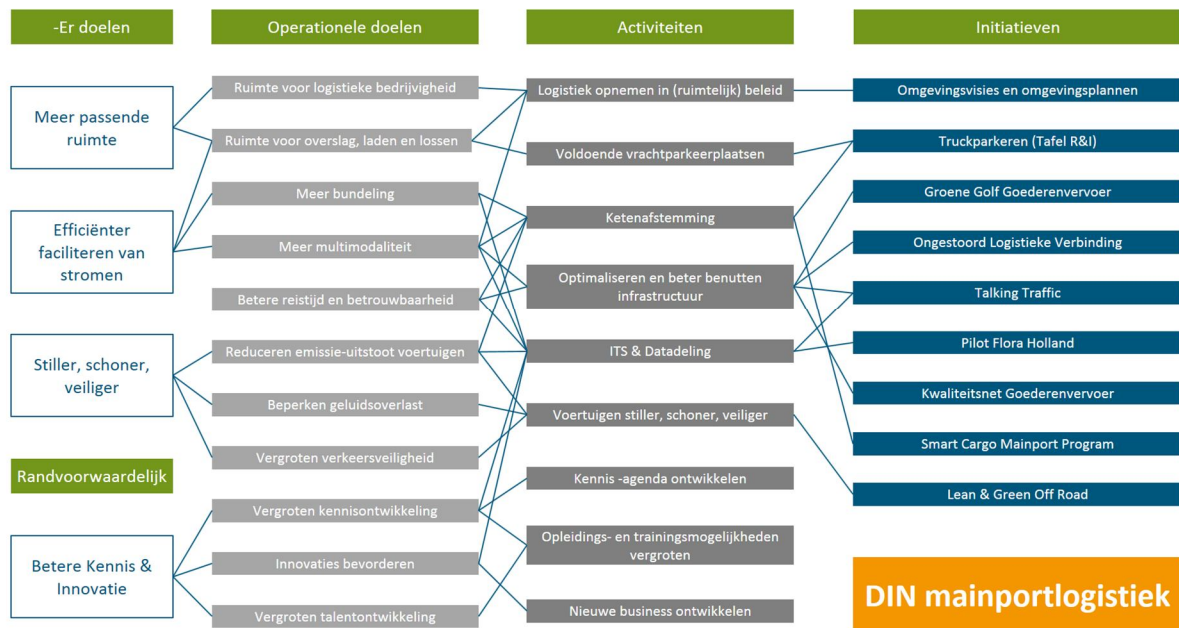 -Er doelen
Operationele doelen
Activiteiten
Initiatieven
Meer passende
ruimte
Efficiënter
faciliteren van
stromen
Stiller, schoner,
veiliger
Randvoorwaardelijk
Betere Kennis &
Innovatie
Ruimte voor logistieke bedrijvigheid
Ruimte voor overslag, laden en lossen
Meer bundeling
Meer multimodaliteit
Betere reistijd en betrouwbaarheid
Reduceren emissie-uitstoot voertuigen
Beperken geluidsoverlast
Vergroten verkeersveiligheid
Vergroten kennisontwikkeling
Innovaties bevorderen
Vergroten talentontwikkeling
Logistiek opnemen in (ruimtelijk) beleid
Voldoende vrachtparkeerplaatsen
Ketenafstemming
Optimaliseren en beter benutten
infrastructuur
ITS & Datadeling
Voertuigen stiller, schoner, veiliger
Kennis -agenda ontwikkelen
Opleidings- en trainingsmogelijkheden
vergroten
Nieuwe business ontwikkelen
Omgevingsvisies en omgevingsplannen
Truckparkeren (Tafel R&I)
Groene Golf Goederenvervoer
Ongestoord Logistieke Verbinding
Talking Traffic
Pilot Flora Holland
Kwaliteitsnet Goederenvervoer
Smart Cargo Mainport Program
Lean & Green Off Road
DIN mainportlogistiek